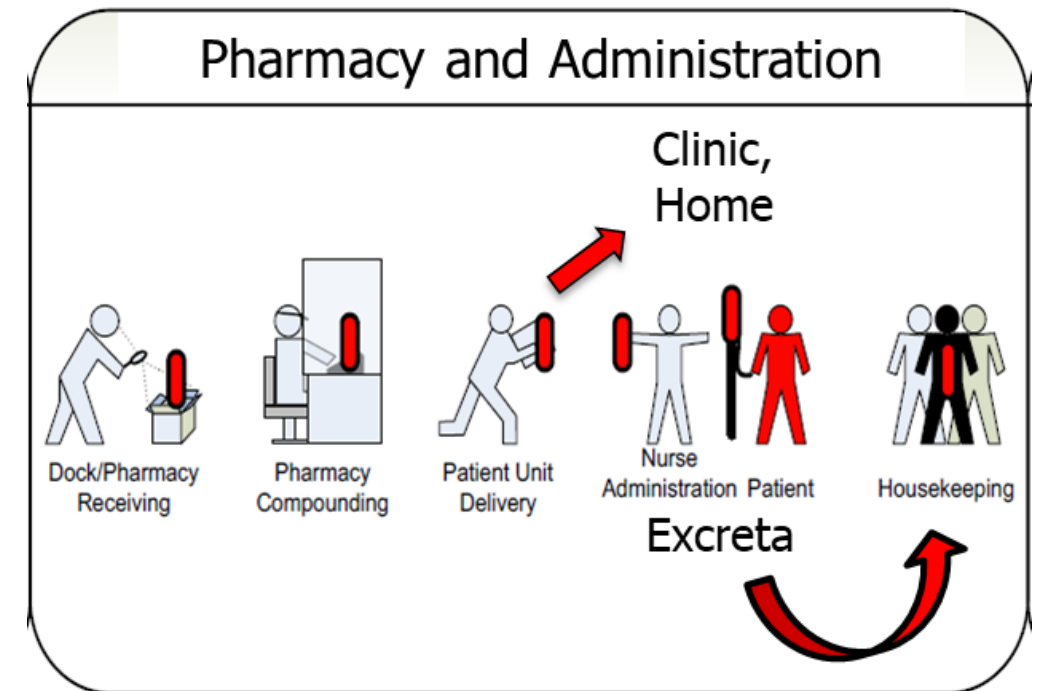 Pharmacy and Administration
Clinic,
Home
Dock/Pharmacy
Receiving
Pharmacy
Compounding
Patient Unit
Delivery
Nurse
Administration
Patient
Housekeeping
Excreta